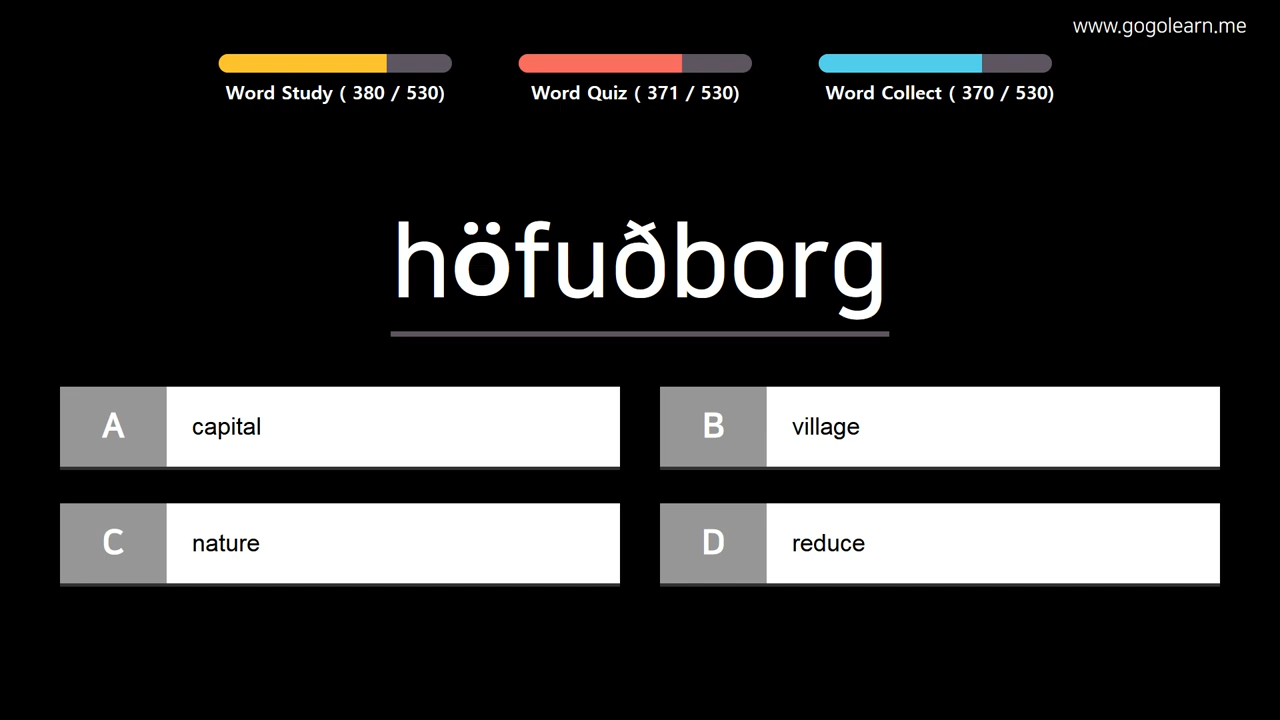 www.gogolearn.me
Word Study ( 380 / 530)
Word Quiz ( 371 / 530)
Word Collect ( 370 / 530)
höfuðborg
A capital
B village
C nature
D reduce